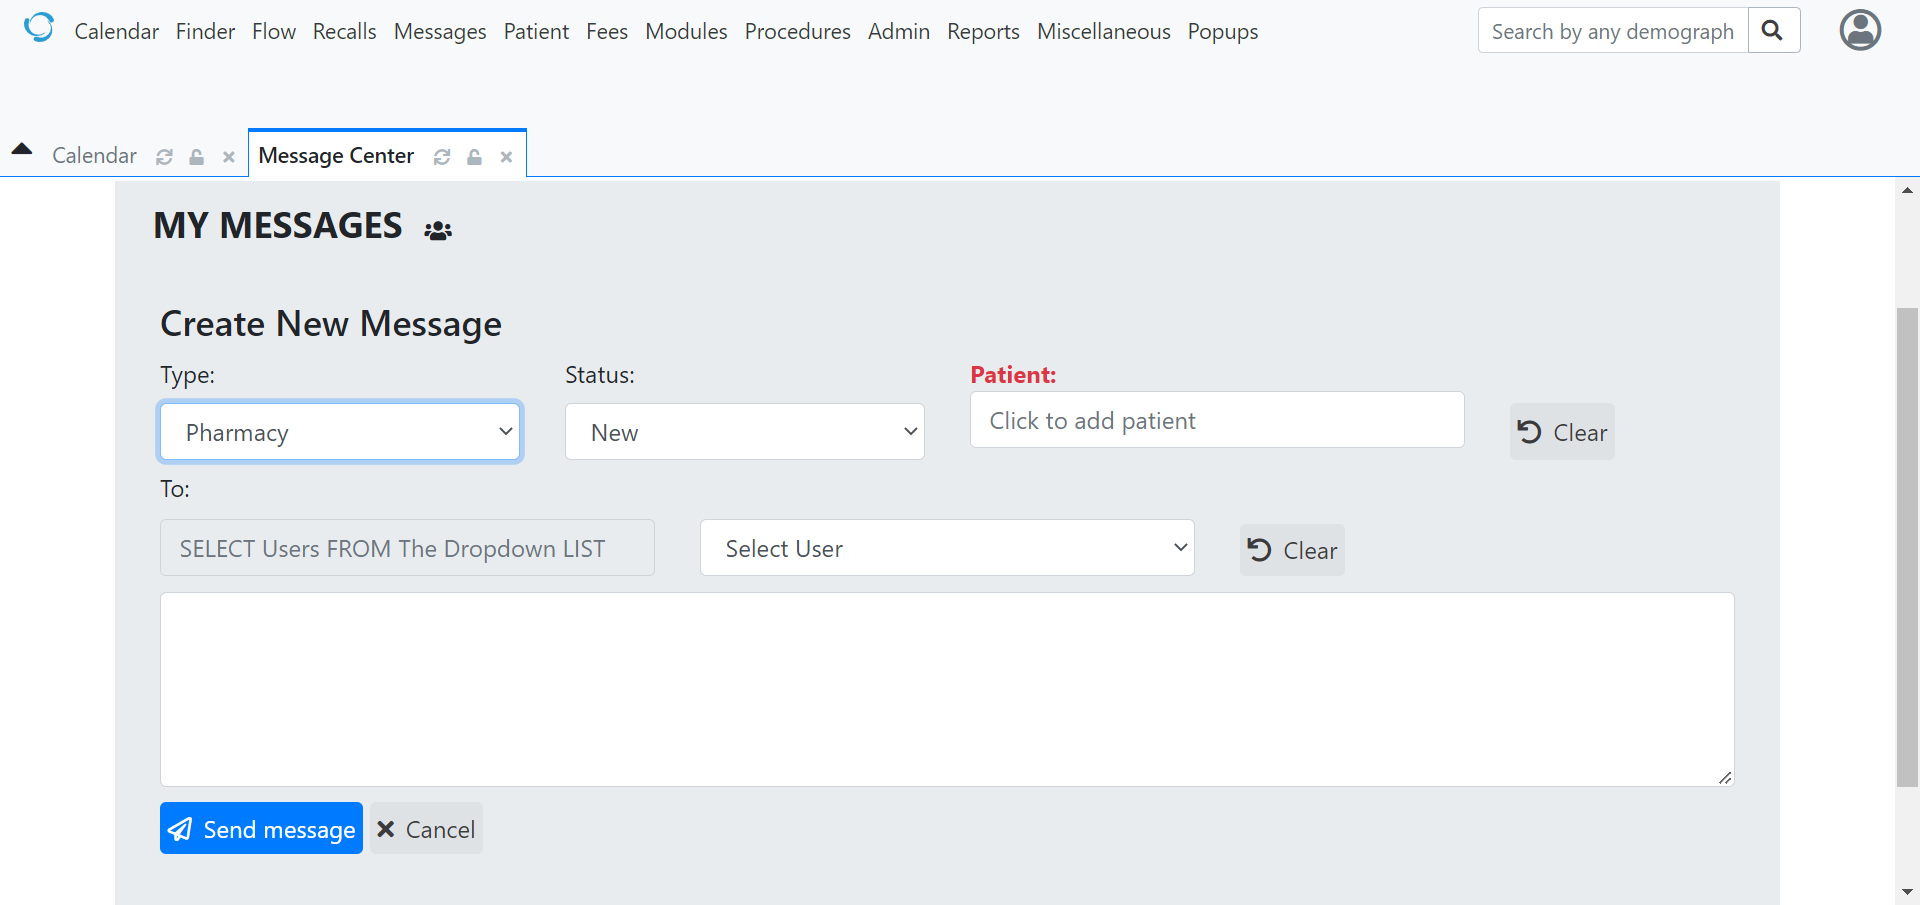 Calendar Finder Flow Recalls Messages Patient Fees Modules Procedures Admin Reports Miscellaneous Popups Search by any demograph
Calendar Message Center
MY MESSAGES
Create New Message
Type: Status: Patient:
Pharmacy New Click to add patient Clear
To:
SELECT Users FROM The Dropdown LIST Select User Clear
Send message Cancel